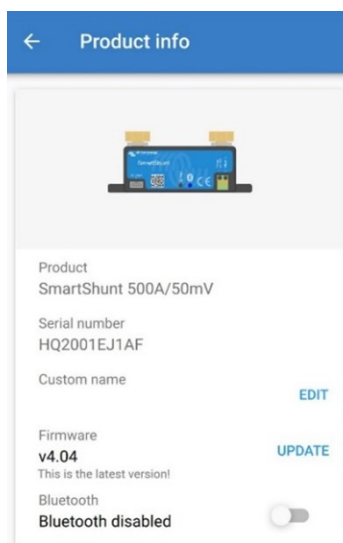 Product info
SmartShunt
Product
SmartShunt 500A/50mV
Serial number
HQ2001EJ1AF
Custom name
EDIT
Firmware
v4.04
UPDATE
This is the latest version!
Bluetooth
Bluetooth disabled